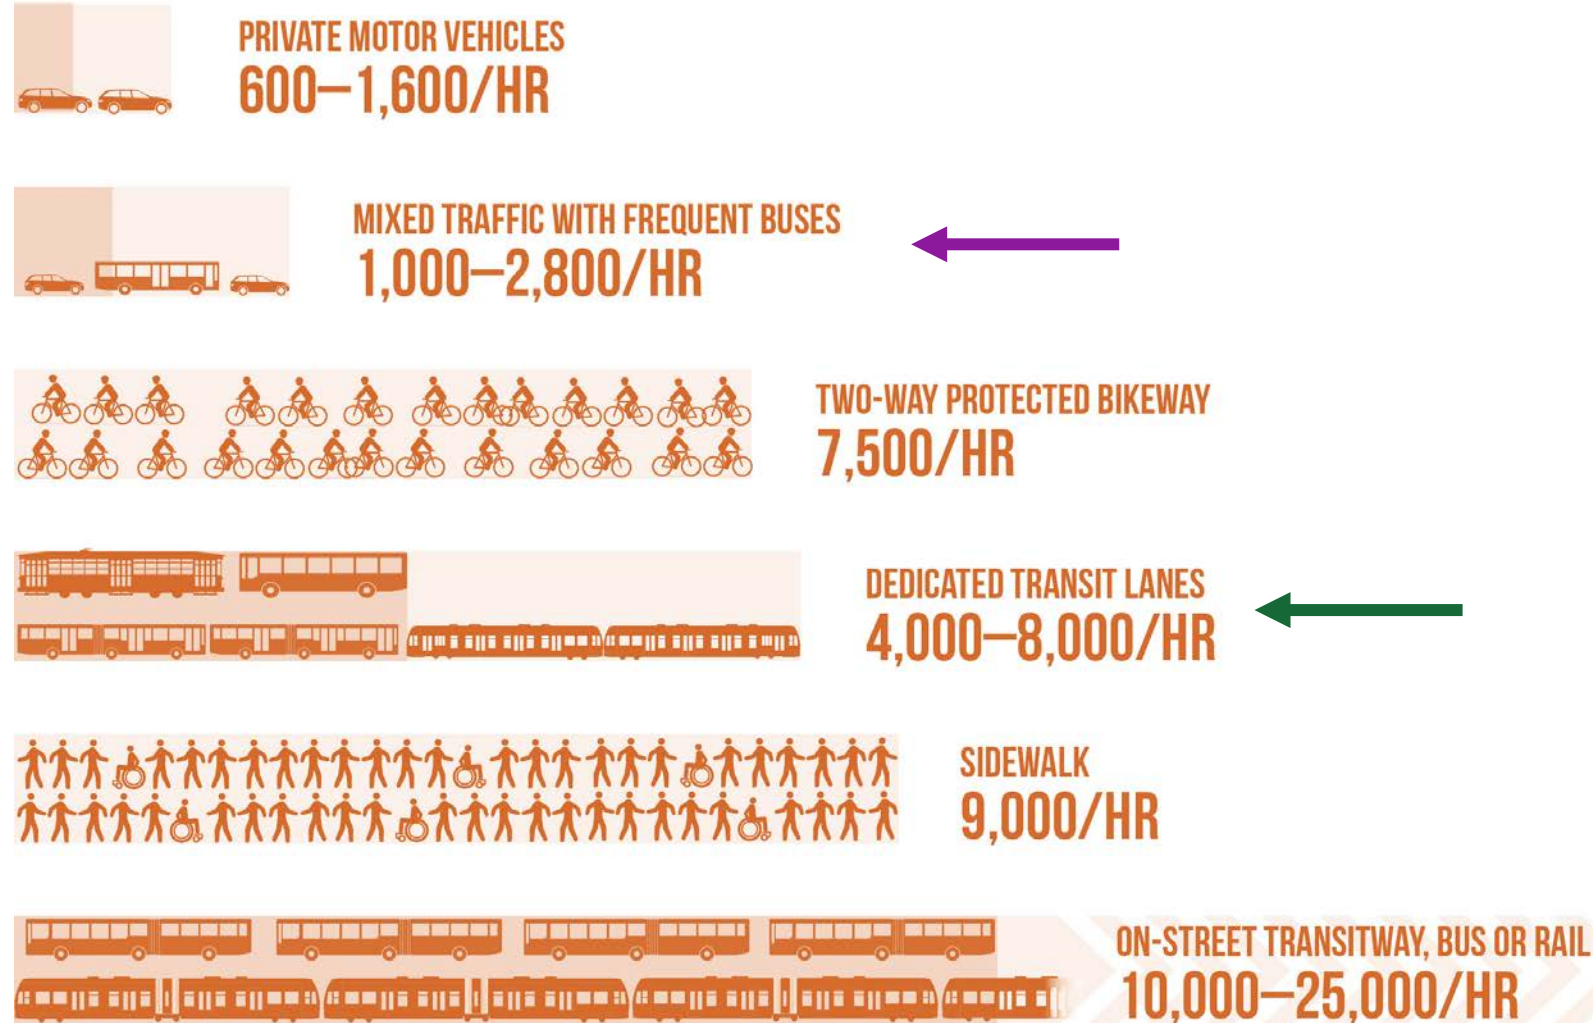 PRIVATE MOTOR VEHICLES
600–1,600/HR
MIXED TRAFFIC WITH FREQUENT BUSES
1,000–2,800/HR
TWO-WAY PROTECTED BIKEWAY
7,500/HR
DEDICATED TRANSIT LANES
4,000–8,000/HR
SIDEWALK
9,000/HR
ON-STREET TRANSITWAY, BUS OR RAIL
10,000–25,000/HR